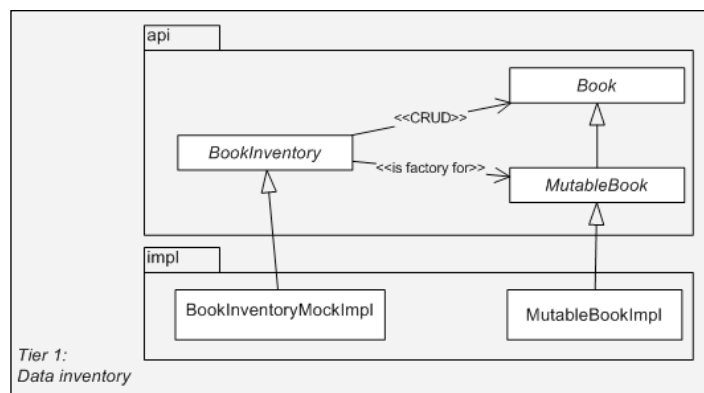 api
Book
<<CRUD>>
BookInventory
<<is factory for>>
MutableBook
impl
BookInventoryMockImpl
MutableBookImpl
Tier 1:
Data inventory